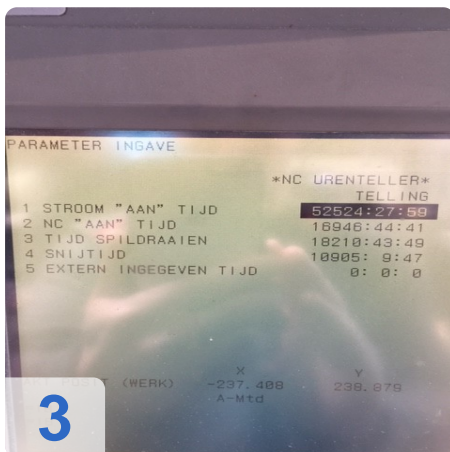 PARAMETER INGAVE
*NC URENTELLER*
TELLING
1 STROOM "AAN" TIJD 52524:27:59
2 NC "AAN" TIJD 16946:44:41
3 TIJD SPILDRAAIEN 18210:43:49
4 SNIJTIJD 10905: 9:47
5 EXTERN INGEGEVEN TIJD 0: 0: 0
X Y
POSIT (WERK) -237.408 238.879
A-Mtd
3